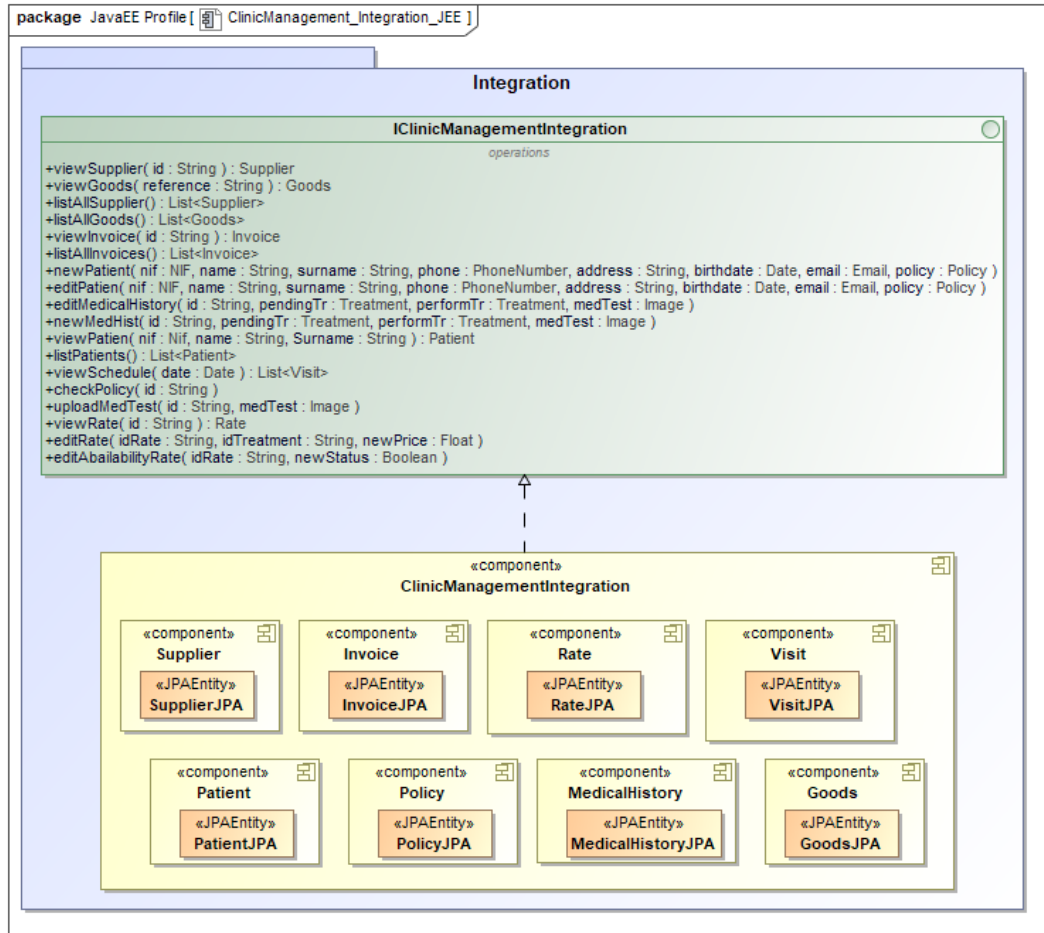 package JavaEE Profile [ ClinicManagement_Integration_JEE ]
Integration
IClinicManagementIntegration
operations
+viewSupplier( id : String ) : Supplier
+viewGoods( reference : String ) : Goods
+listAllSupplier() : List<Supplier>
+listAllGoods() : List<Goods>
+viewInvoice( id : String ) : Invoice
+listAllInvoices() : List<Invoice>
+newPatient( nif : NIF, name : String, surname : String, phone : PhoneNumber, address : String, birthdate : Date, email : Email, policy : Policy )
+editPatien( nif : NIF, name : String, surname : String, phone : PhoneNumber, address : String, birthdate : Date, email : Email, policy : Policy )
+editMedicalHistory( id : String, pendingTr : Treatment, performTr : Treatment, medTest : Image )
+newMedHist( id : String, pendingTr : Treatment, performTr : Treatment, medTest : Image )
+viewPatien( nif : Nif, name : String, Surname : String ) : Patient
+listPatients() : List<Patient>
+viewSchedule( date : Date ) : List<Visit>
+checkPolicy( id : String )
+uploadMedTest( id : String, medTest : Image )
+viewRate( id : String ) : Rate
+editRate( idRate : String, idTreatment : String, newPrice : Float )
+editAbailabilityRate( idRate : String, newStatus : Boolean )
«component»
ClinicManagementIntegration
«component» «component» «component» «component»
Supplier Invoice Rate Visit
«JPAEntity» «JPAEntity» «JPAEntity» «JPAEntity»
SupplierJPA InvoiceJPA RateJPA VisitJPA
«component» «component» «component» «component»
Patient Policy MedicalHistory Goods
«JPAEntity» «JPAEntity» «JPAEntity» «JPAEntity»
PatientJPA PolicyJPA MedicalHistoryJPA GoodsJPA